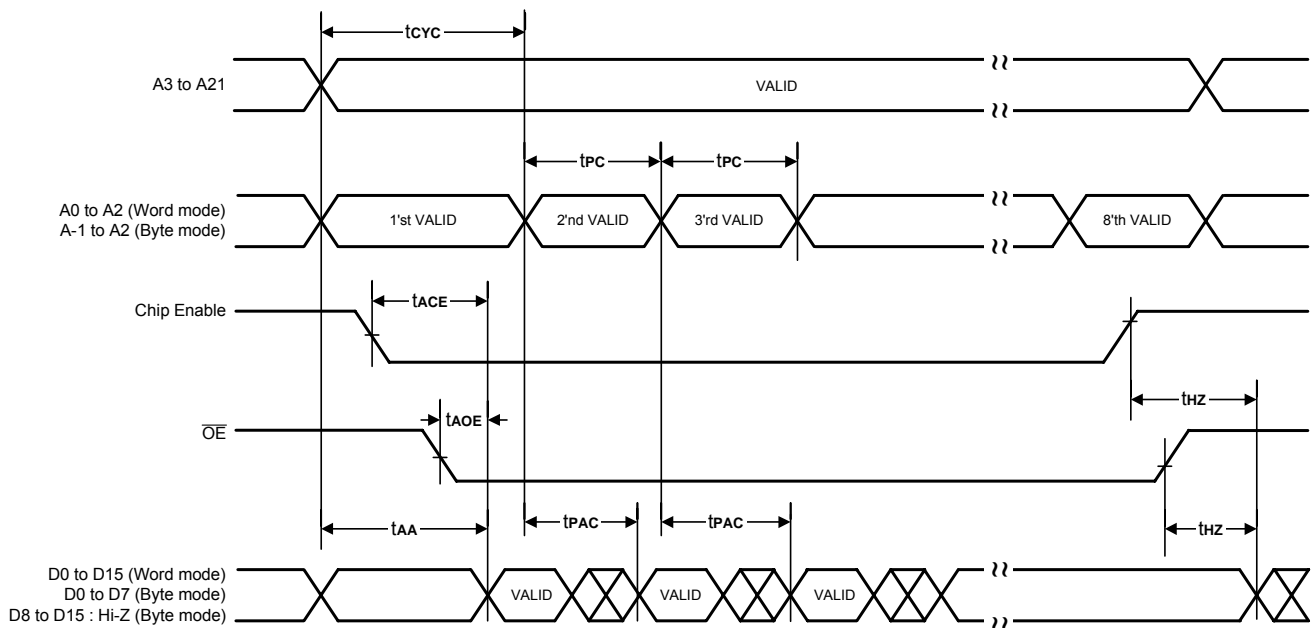 tCYC
A3 to A21
VALID
tPC
tPC
A0 to A2 (Word mode)
A-1 to A2 (Byte mode)
1'st VALID
2'nd VALID
3'rd VALID
8'th VALID
tACE
Chip Enable
tHZ
tAOE
OE
tAA
tPAC
tPAC
tHZ
D0 to D15 (Word mode)
D0 to D7 (Byte mode)
D8 to D15 : Hi-Z (Byte mode)
VALID
VALID
VALID